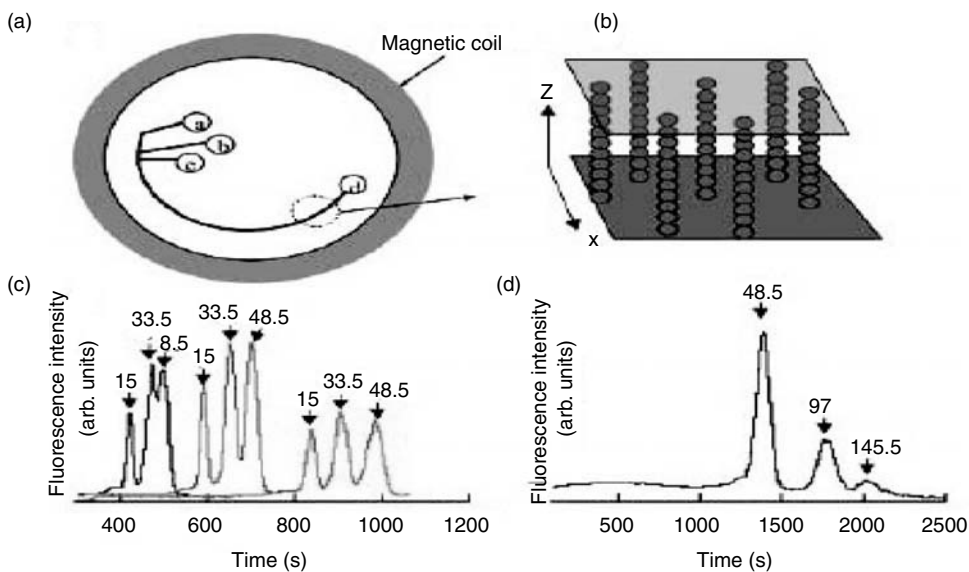 (a)
Magnetic coil
a
b
c
d
(b)
Z
x
(c)
Fluorescence intensity
(arb. units)
15
33.5
8.5
15
33.5
48.5
15
33.5
48.5
400 600 800 1000 1200
Time (s)
(d)
Fluorescence intensity
(arb. units)
48.5
97
145.5
500 1000 1400 2000 2500
Time (s)